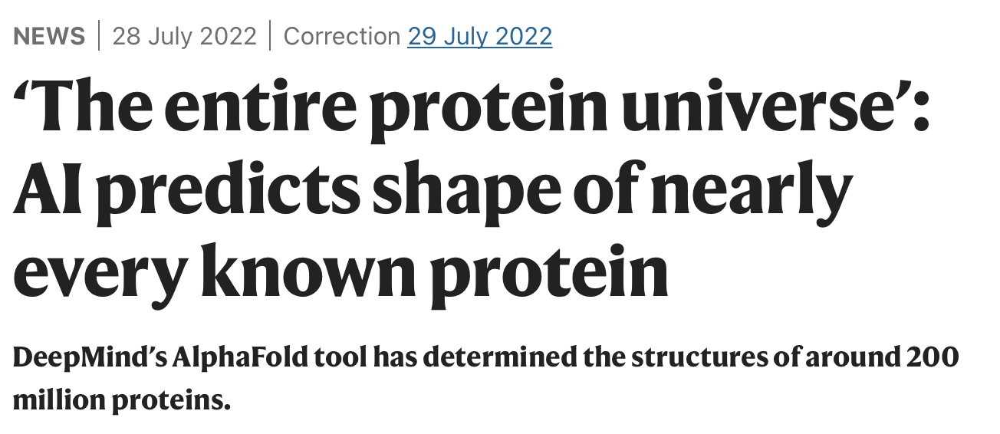 NEWS | 28 July 2022 | Correction 29 July 2022
‘The entire protein universe’:
AI predicts shape of nearly
every known protein
DeepMind’s AlphaFold tool has determined the structures of around 200
million proteins.